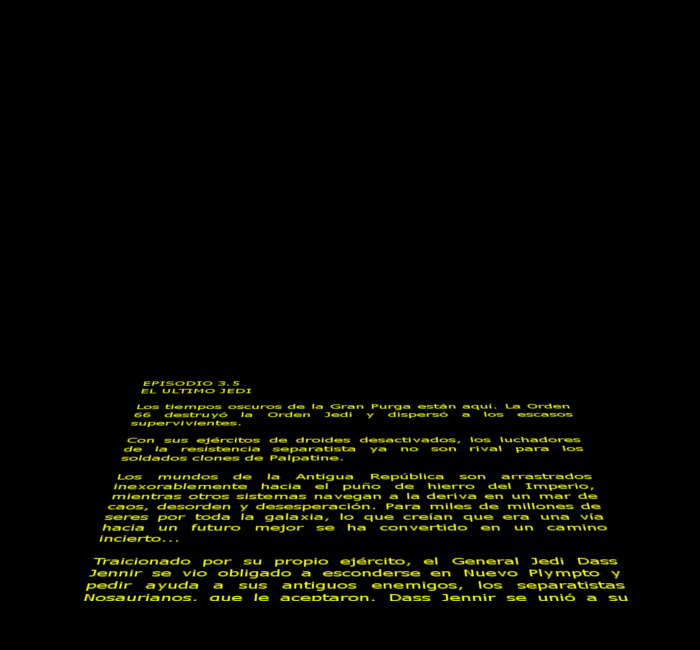 EPISODIO 3.5
EL ULTIMO JEDI
Los tiempos oscuros de la Gran Purga están aquí. La Orden
66 destruyó la Orden Jedi y dispersó a los escasos
supervivientes.
Con sus ejércitos de droides desactivados, los luchadores
de la resistencia separatista ya no son rival para los
soldados clones de Palpatine.
Los mundos de la Antigua República son arrastrados
inexorablemente hacia el puño de hierro del Imperio,
mientras otros sistemas navegan a la deriva en un mar de
caos, desorden y desesperación. Para miles de millones de
seres por toda la galaxia, lo que creían que era una vía
hacia un futuro mejor se ha convertido en un camino
incierto...
Traicionado por su propio ejército, el General Jedi Dass
Jennir se vio obligado a esconderse en Nuevo Plympto y
pedir ayuda a sus antiguos enemigos, los separatistas
Nosaurianos, que le aceptaron. Dass Jennir se unió a su